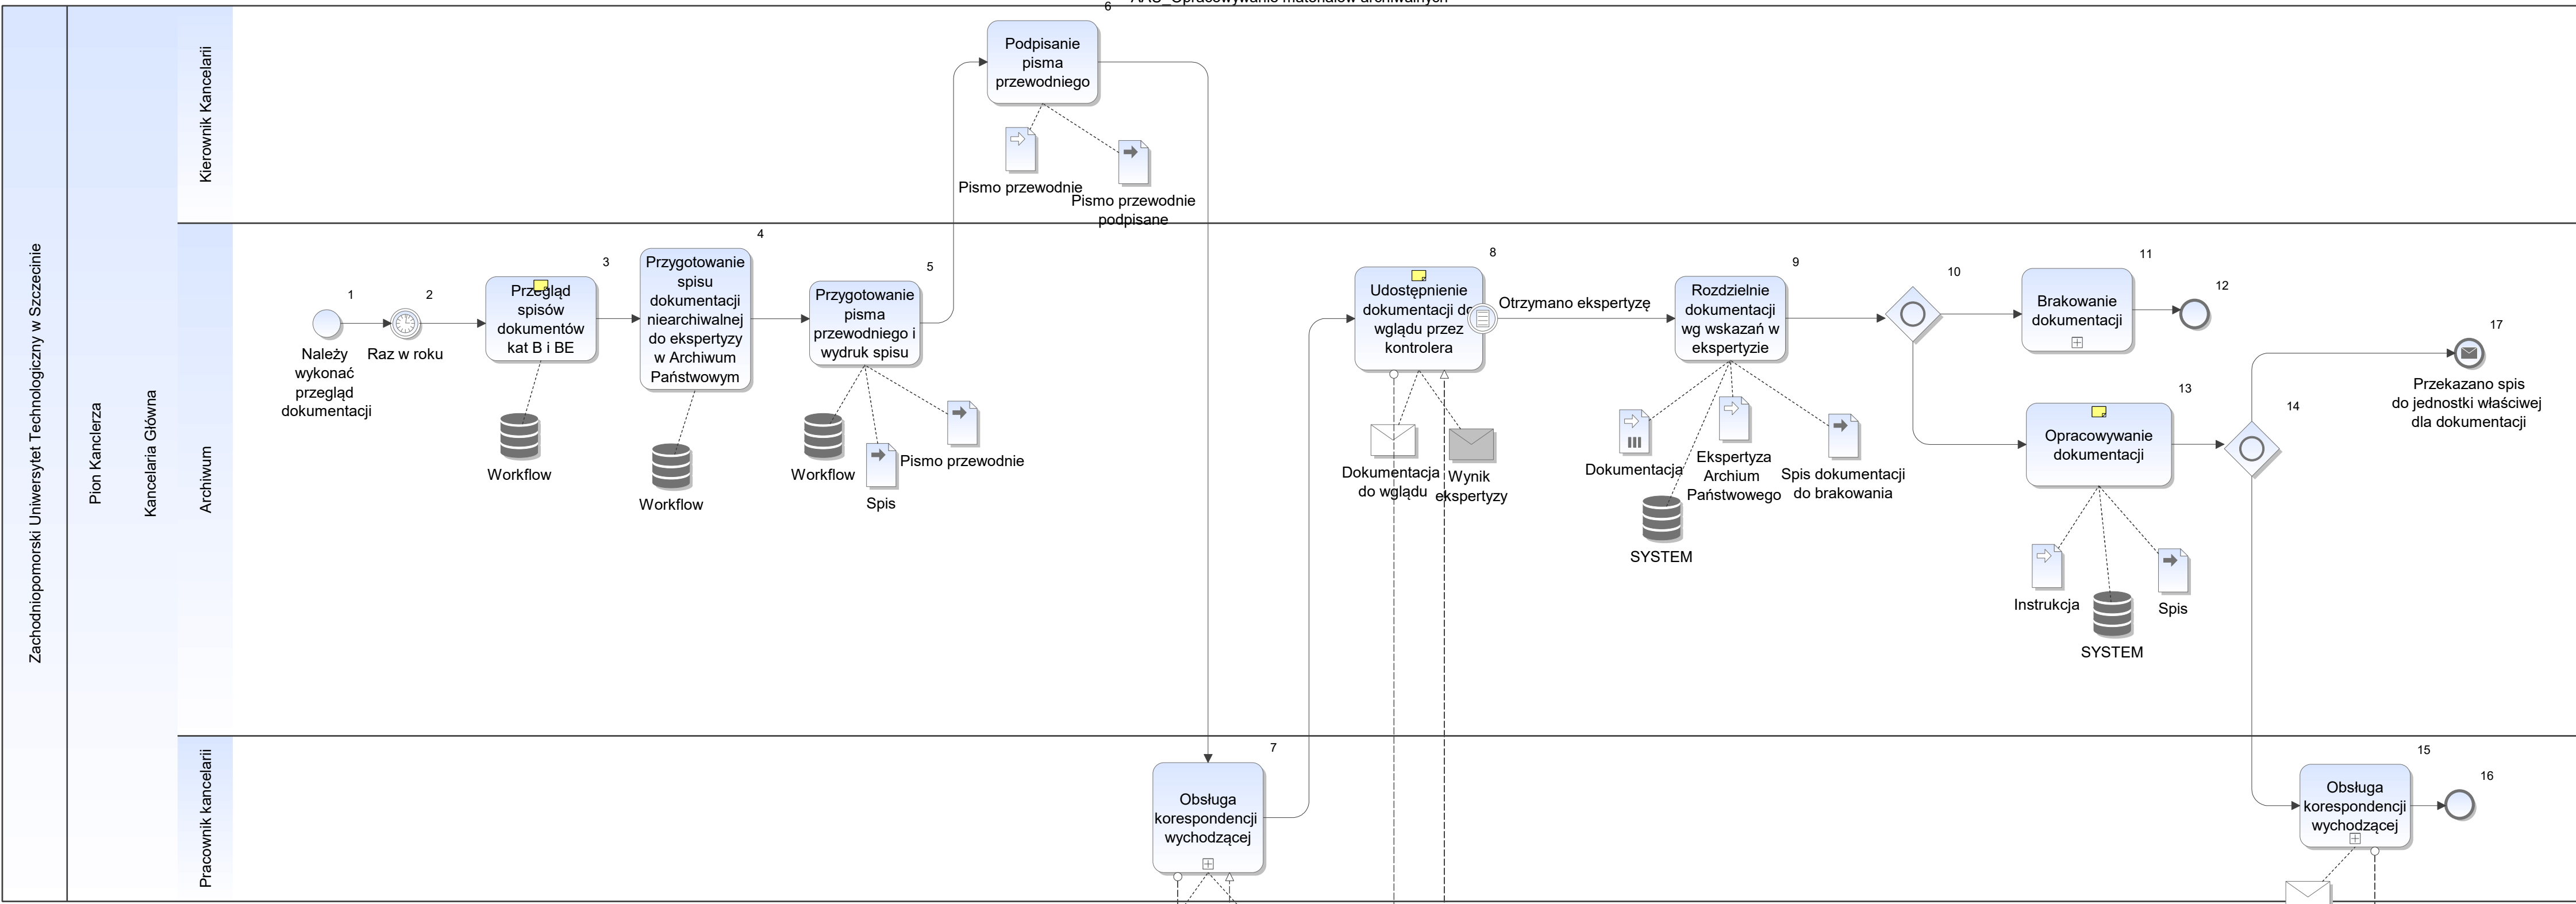 AAU_Opracowywanie materiałów archiwalnych
Zachodniopomorski Uniwersytet Technologiczny w Szczecinie
Pion Kanclerza
Kancelaria Główna
Kierownik Kancelarii
6
Podpisanie
pisma
przewodniego
Pismo przewodnie
Pismo przewodnie
podpisane
Archiwum
1
Należy
wykonać
przegląd
dokumentacji
2
Raz w roku
3
Przegląd
spisów
dokumentów
kat B i BE
Workflow
4
Przygotowanie
spisu
dokumentacji
niearchiwalnej
do ekspertyzy
w Archiwum
Państwowym
Workflow
5
Przygotowanie
pisma
przewodniego i
wydruk spisu
Workflow
Spis
Pismo przewodnie
8
Udostępnienie
dokumentacji do
wglądu przez
kontrolera
Otrzymano ekspertyzę
Dokumentacja
do wglądu
Wynik
ekspertyzy
9
Rozdzielnie
dokumentacji
wg wskazań w
ekspertyzie
Dokumentacja
SYSTEM
Ekspertyza
Archium
Państwowego
Spis dokumentacji
do brakowania
10
11
Brakowanie
dokumentacji
12
13
Opracowywanie
dokumentacji
Instrukcja
SYSTEM
Spis
14
17
Przekazano spis
do jednostki właściwej
dla dokumentacji
Pracownik kancelarii
7
Obsługa
korespondencji
wychodzącej
15
Obsługa
korespondencji
wychodzącej
16